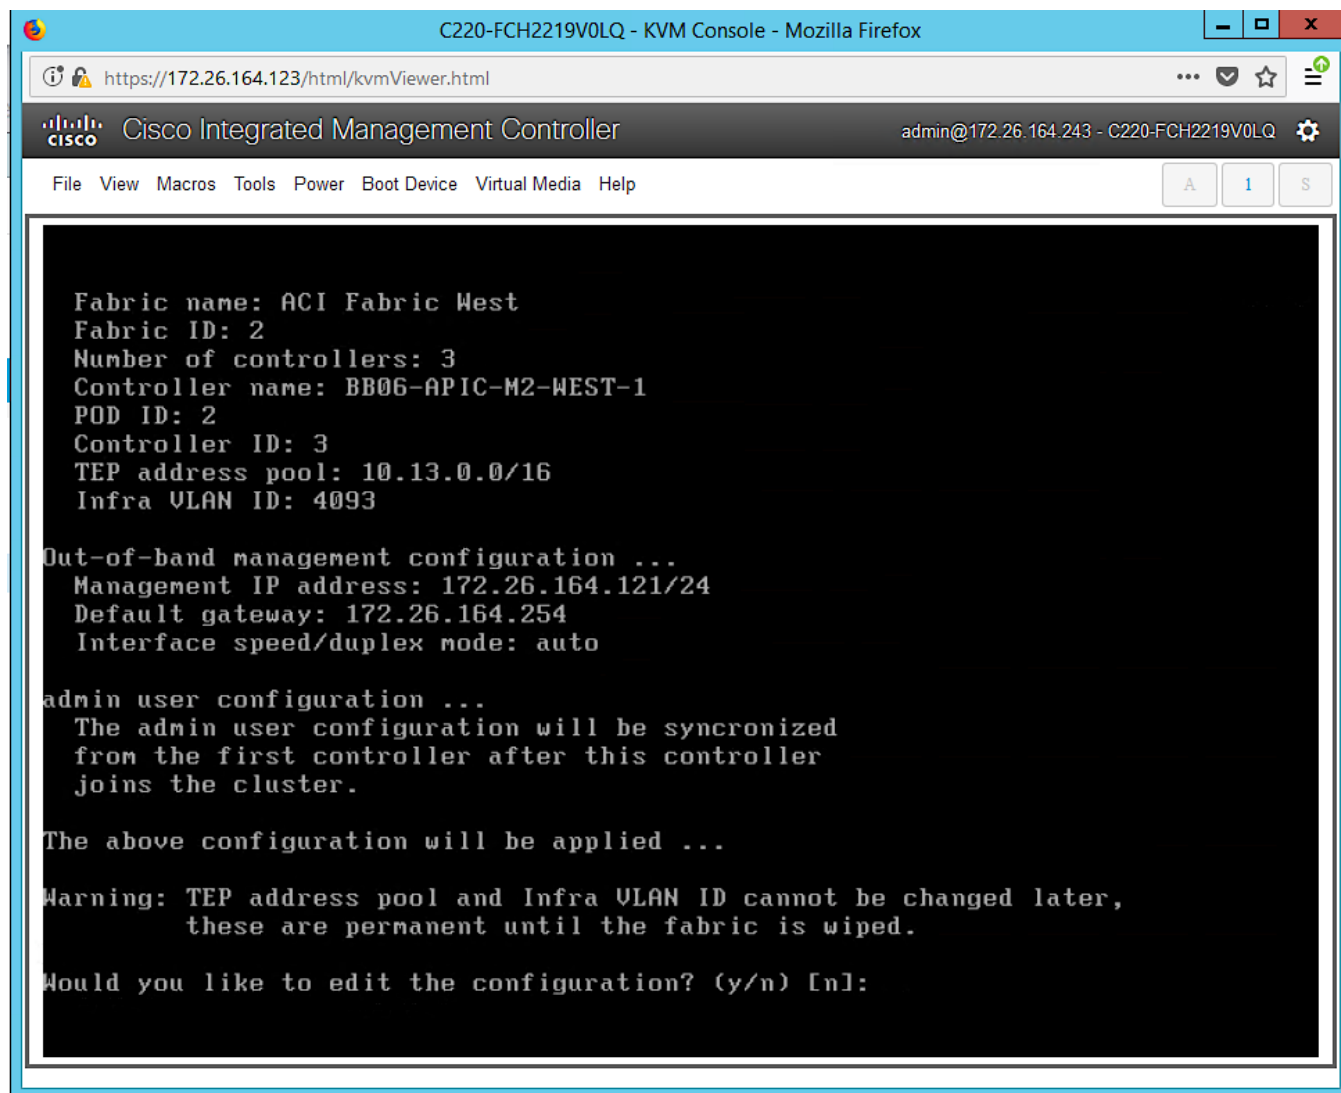 C220-FCH2219V0LQ - KVM Console - Mozilla Firefox
https://172.26.164.123/html/kvmViewer.html
cisco Cisco Integrated Management Controller admin@172.26.164.243 - C220-FCH2219V0LQ
File View Macros Tools Power Boot Device Virtual Media Help A 1 S
Fabric name: ACI Fabric West
Fabric ID: 2
Number of controllers: 3
Controller name: BB06-APIC-M2-WEST-1
POD ID: 2
Controller ID: 3
TEP address pool: 10.13.0.0/16
Infra VLAN ID: 4093
Out-of-band management configuration ...
Management IP address: 172.26.164.121/24
Default gateway: 172.26.164.254
Interface speed/duplex mode: auto
admin user configuration ...
The admin user configuration will be syncronized
from the first controller after this controller
joins the cluster.
The above configuration will be applied ...
Warning: TEP address pool and Infra VLAN ID cannot be changed later,
these are permanent until the fabric is wiped.
Would you like to edit the configuration? (y/n) [n]: